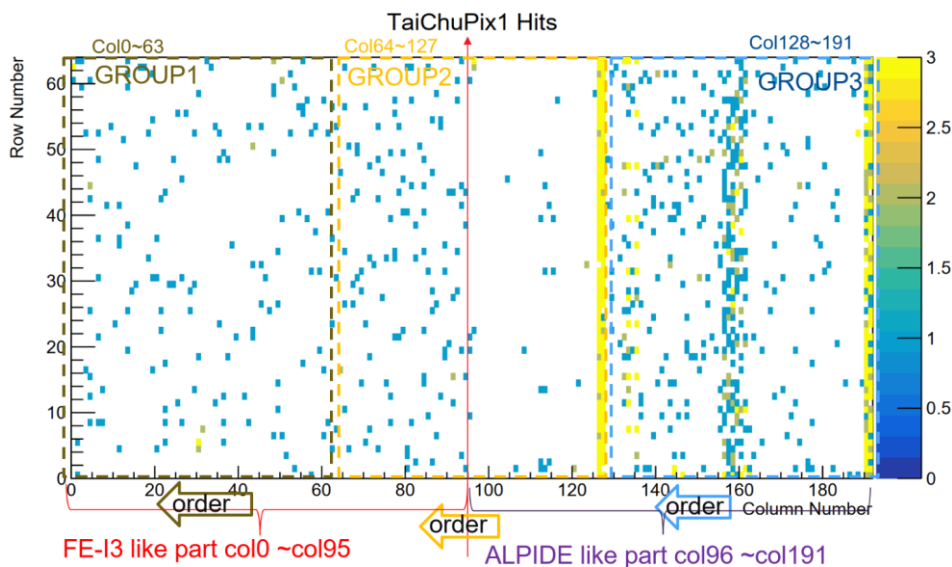 TaiChuPix1 Hits
Col0~63
Col64~127
Col128~191
GROUP1
GROUP2
GROUP3
Row Number
60
50
40
30
20
10
0
3
2.5
2
1.5
1
0.5
0
0
20
40
60
80
100
120
140
160
180
Column Number
order
order
order
FE-I3 like part col0 ~col95
ALPIDE like part col96 ~col191